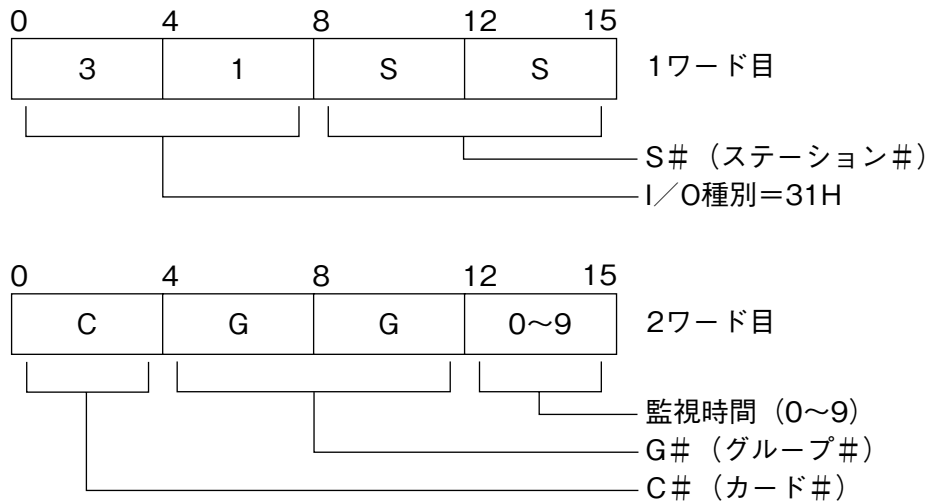 0 4 8 12 15
3 1 S S 1ワード目
S#（ステーション#）
I／O種別＝31H
0 4 8 12 15
C G G 0〜9 2ワード目
監視時間（0〜9）
G#（グループ#）
C#（カード#）